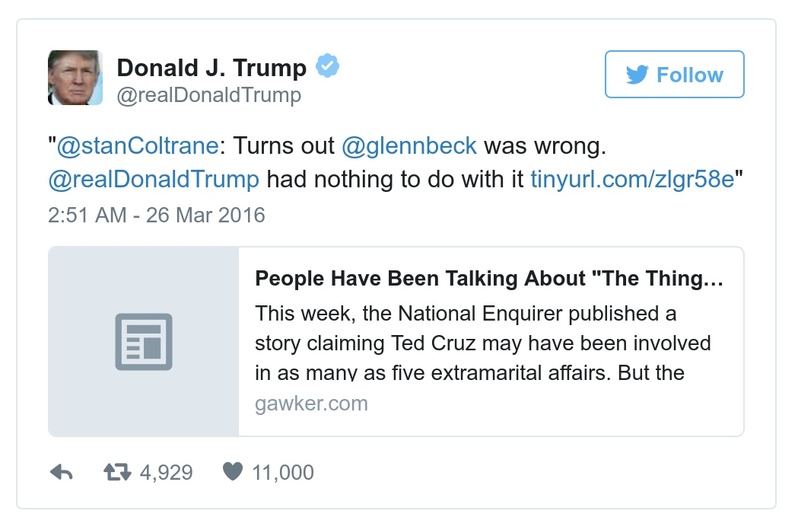 Donald J. Trump
@realDonaldTrump
Follow
"@stanColtrane: Turns out @glennbeck was wrong.
@realDonaldTrump had nothing to do with it tinyurl.com/zlgr58e"
2:51 AM - 26 Mar 2016
People Have Been Talking About "The Thing…
This week, the National Enquirer published a
story claiming Ted Cruz may have been involved
in as many as five extramarital affairs. But the
gawker.com
4,929
11,000